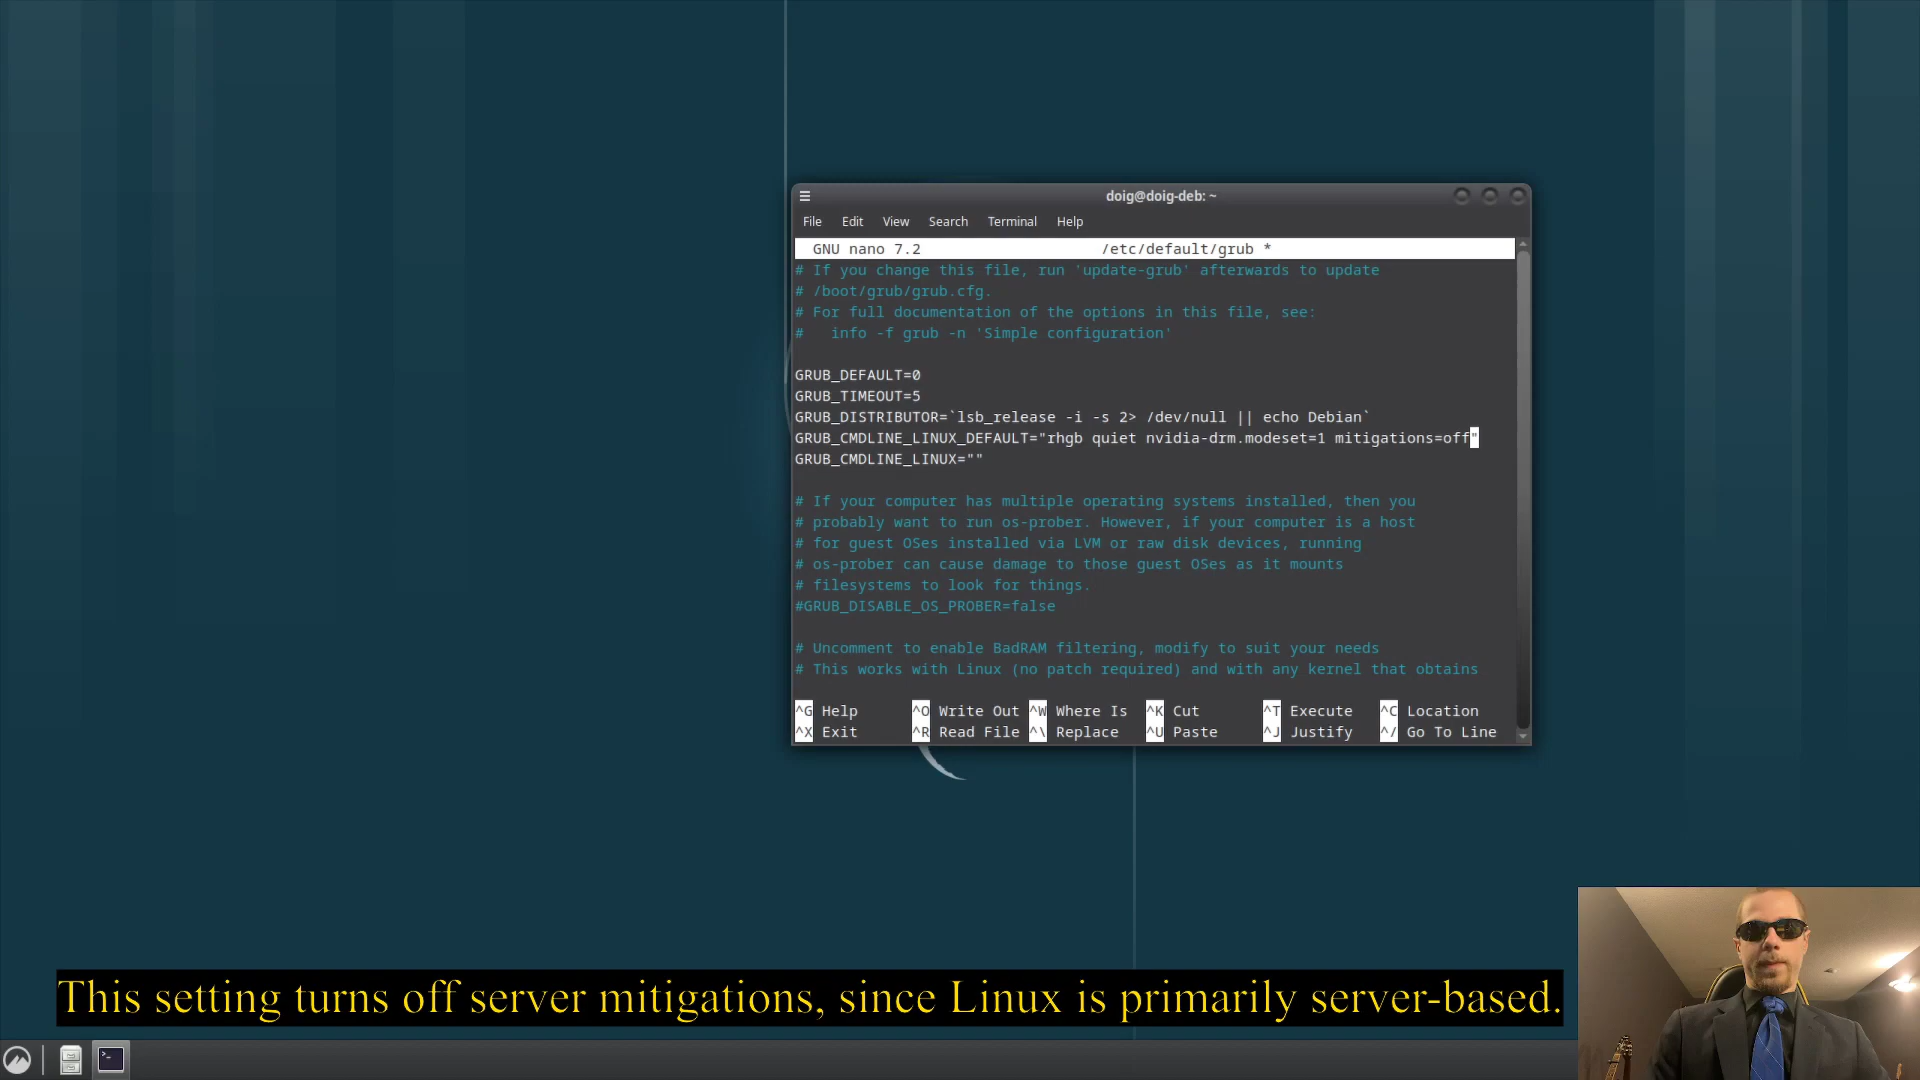 doig@doig-deb: ~
File Edit View Search Terminal Help
GNU nano 7.2 /etc/default/grub *
# If you change this file, run 'update-grub' afterwards to update
# /boot/grub/grub.cfg.
# For full documentation of the options in this file, see:
#   info -f grub -n 'Simple configuration'
GRUB_DEFAULT=0
GRUB_TIMEOUT=5
GRUB_DISTRIBUTOR=`lsb_release -i -s 2> /dev/null || echo Debian`
GRUB_CMDLINE_LINUX_DEFAULT="rhgb quiet nvidia-drm.modeset=1 mitigations=off"
GRUB_CMDLINE_LINUX=""
# If your computer has multiple operating systems installed, then you
# probably want to run os-prober. However, if your computer is a host
# for guest OSes installed via LVM or raw disk devices, running
# os-prober can cause damage to those guest OSes as it mounts
# filesystems to look for things.
#GRUB_DISABLE_OS_PROBER=false
# Uncomment to enable BadRAM filtering, modify to suit your needs
# This works with Linux (no patch required) and with any kernel that obtains
^G Help ^O Write Out ^W Where Is ^K Cut ^T Execute ^C Location
^X Exit ^R Read File ^\ Replace ^U Paste ^J Justify ^/ Go To Line
This setting turns off server mitigations, since Linux is primarily server-based.